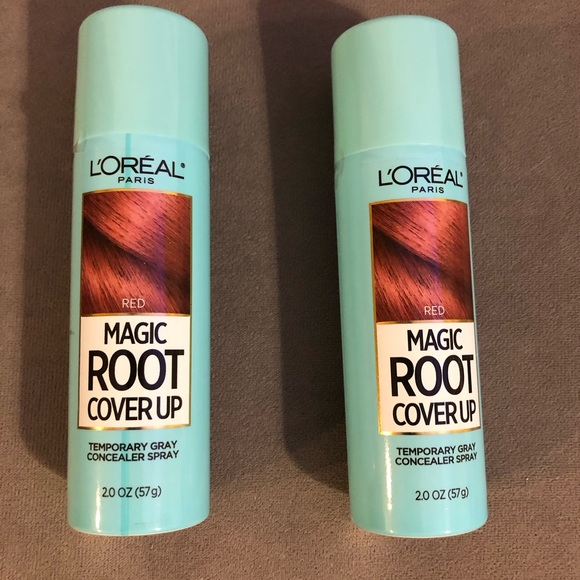 L'ORÉAL®
PARIS
RED
MAGIC
ROOT
COVER UP
TEMPORARY GRAY
CONCEALER SPRAY
2.0 OZ (57g)
L'ORÉAL
PARIS
RED
MAGIC
ROOT
COVER UP
TEMPORARY GRAY
CONCEALER SPRAY
2.0 OZ (57g)